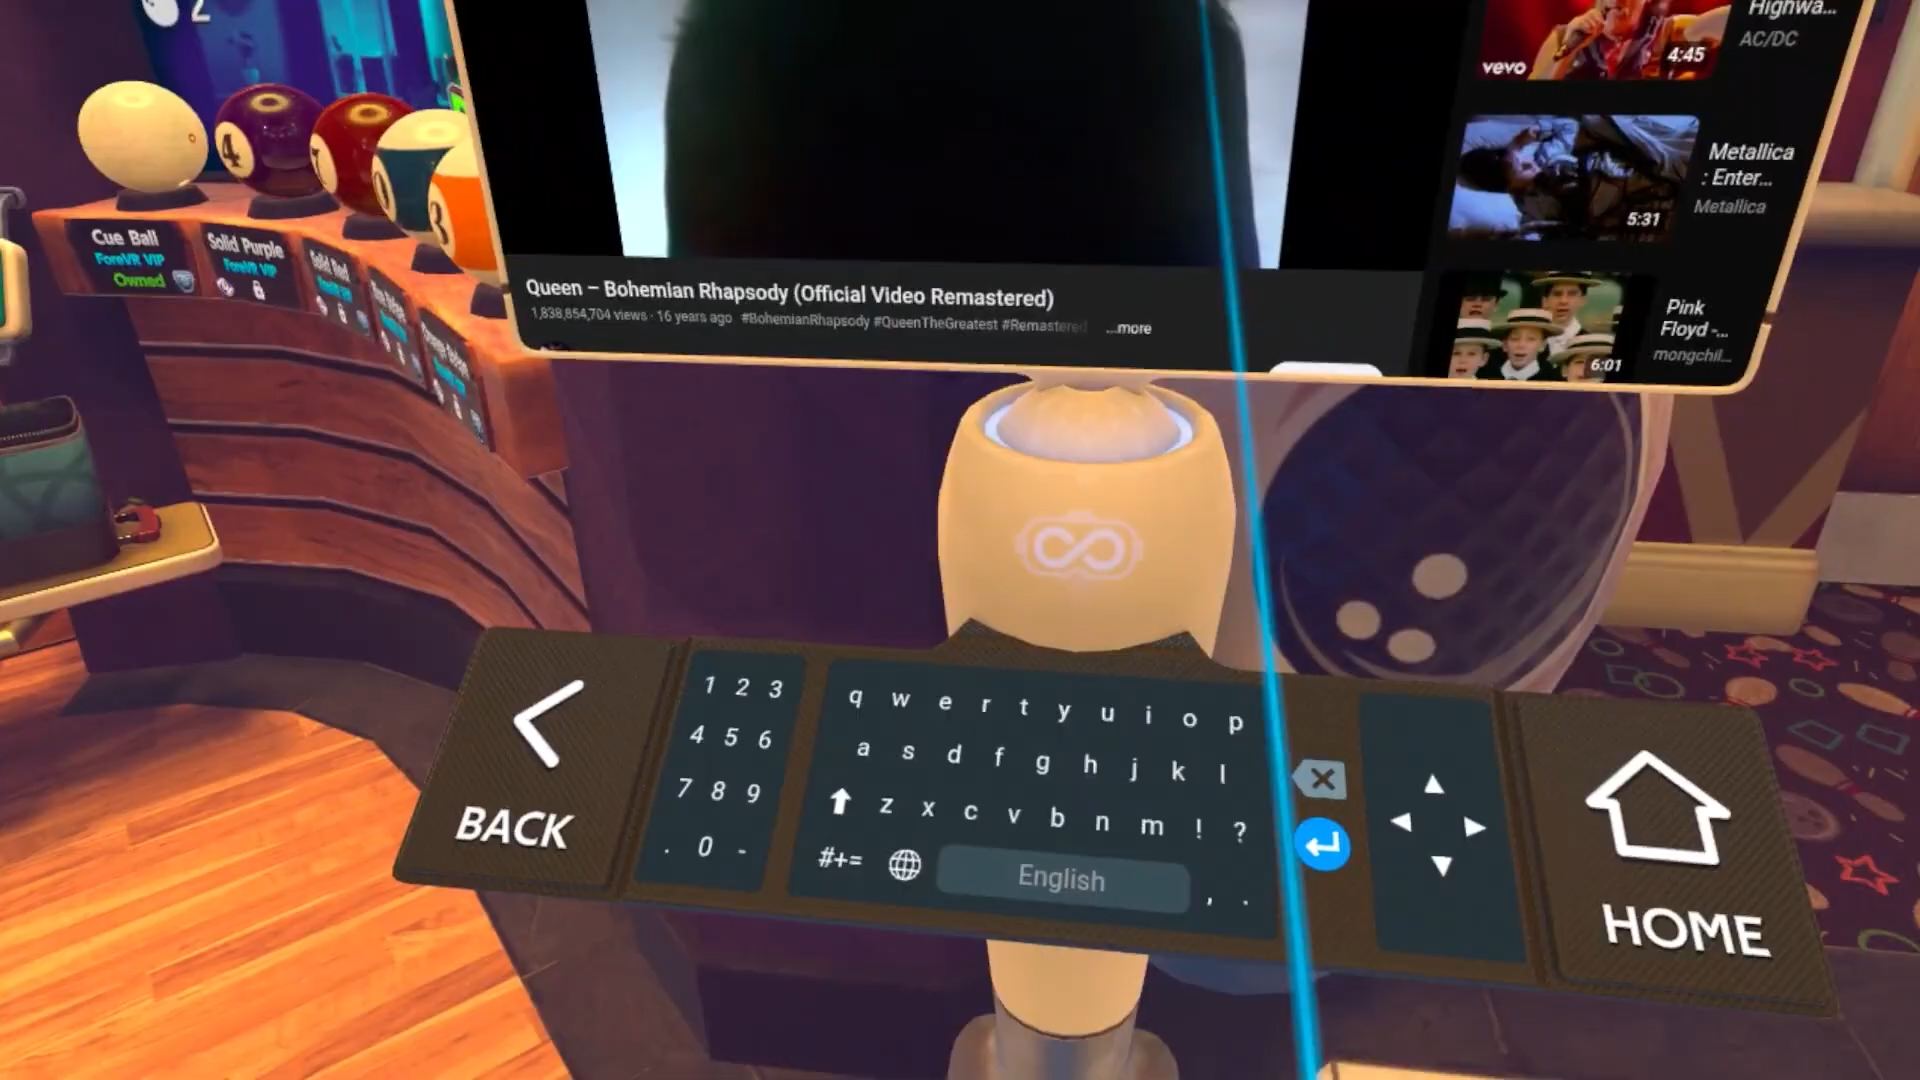 2
4
3
Cue Ball
ForeVR VIP
Owned
Solid Purple
ForeVR VIP
Solid Red
Highwa...
AC/DC
vevo
4:45
Metallica
: Enter...
Metallica
5:31
Pink
Floyd -...
mongchil...
6:01
Queen – Bohemian Rhapsody (Official Video Remastered)
1,838,854,704 views · 16 years ago #BohemianRhapsody #QueenTheGreatest #Remastered ...more
BACK
1 2 3
4 5 6
7 8 9
. 0 -
q w e r t y u i o p
a s d f g h j k l
z x c v b n m ! ?
#+= English , .
HOME